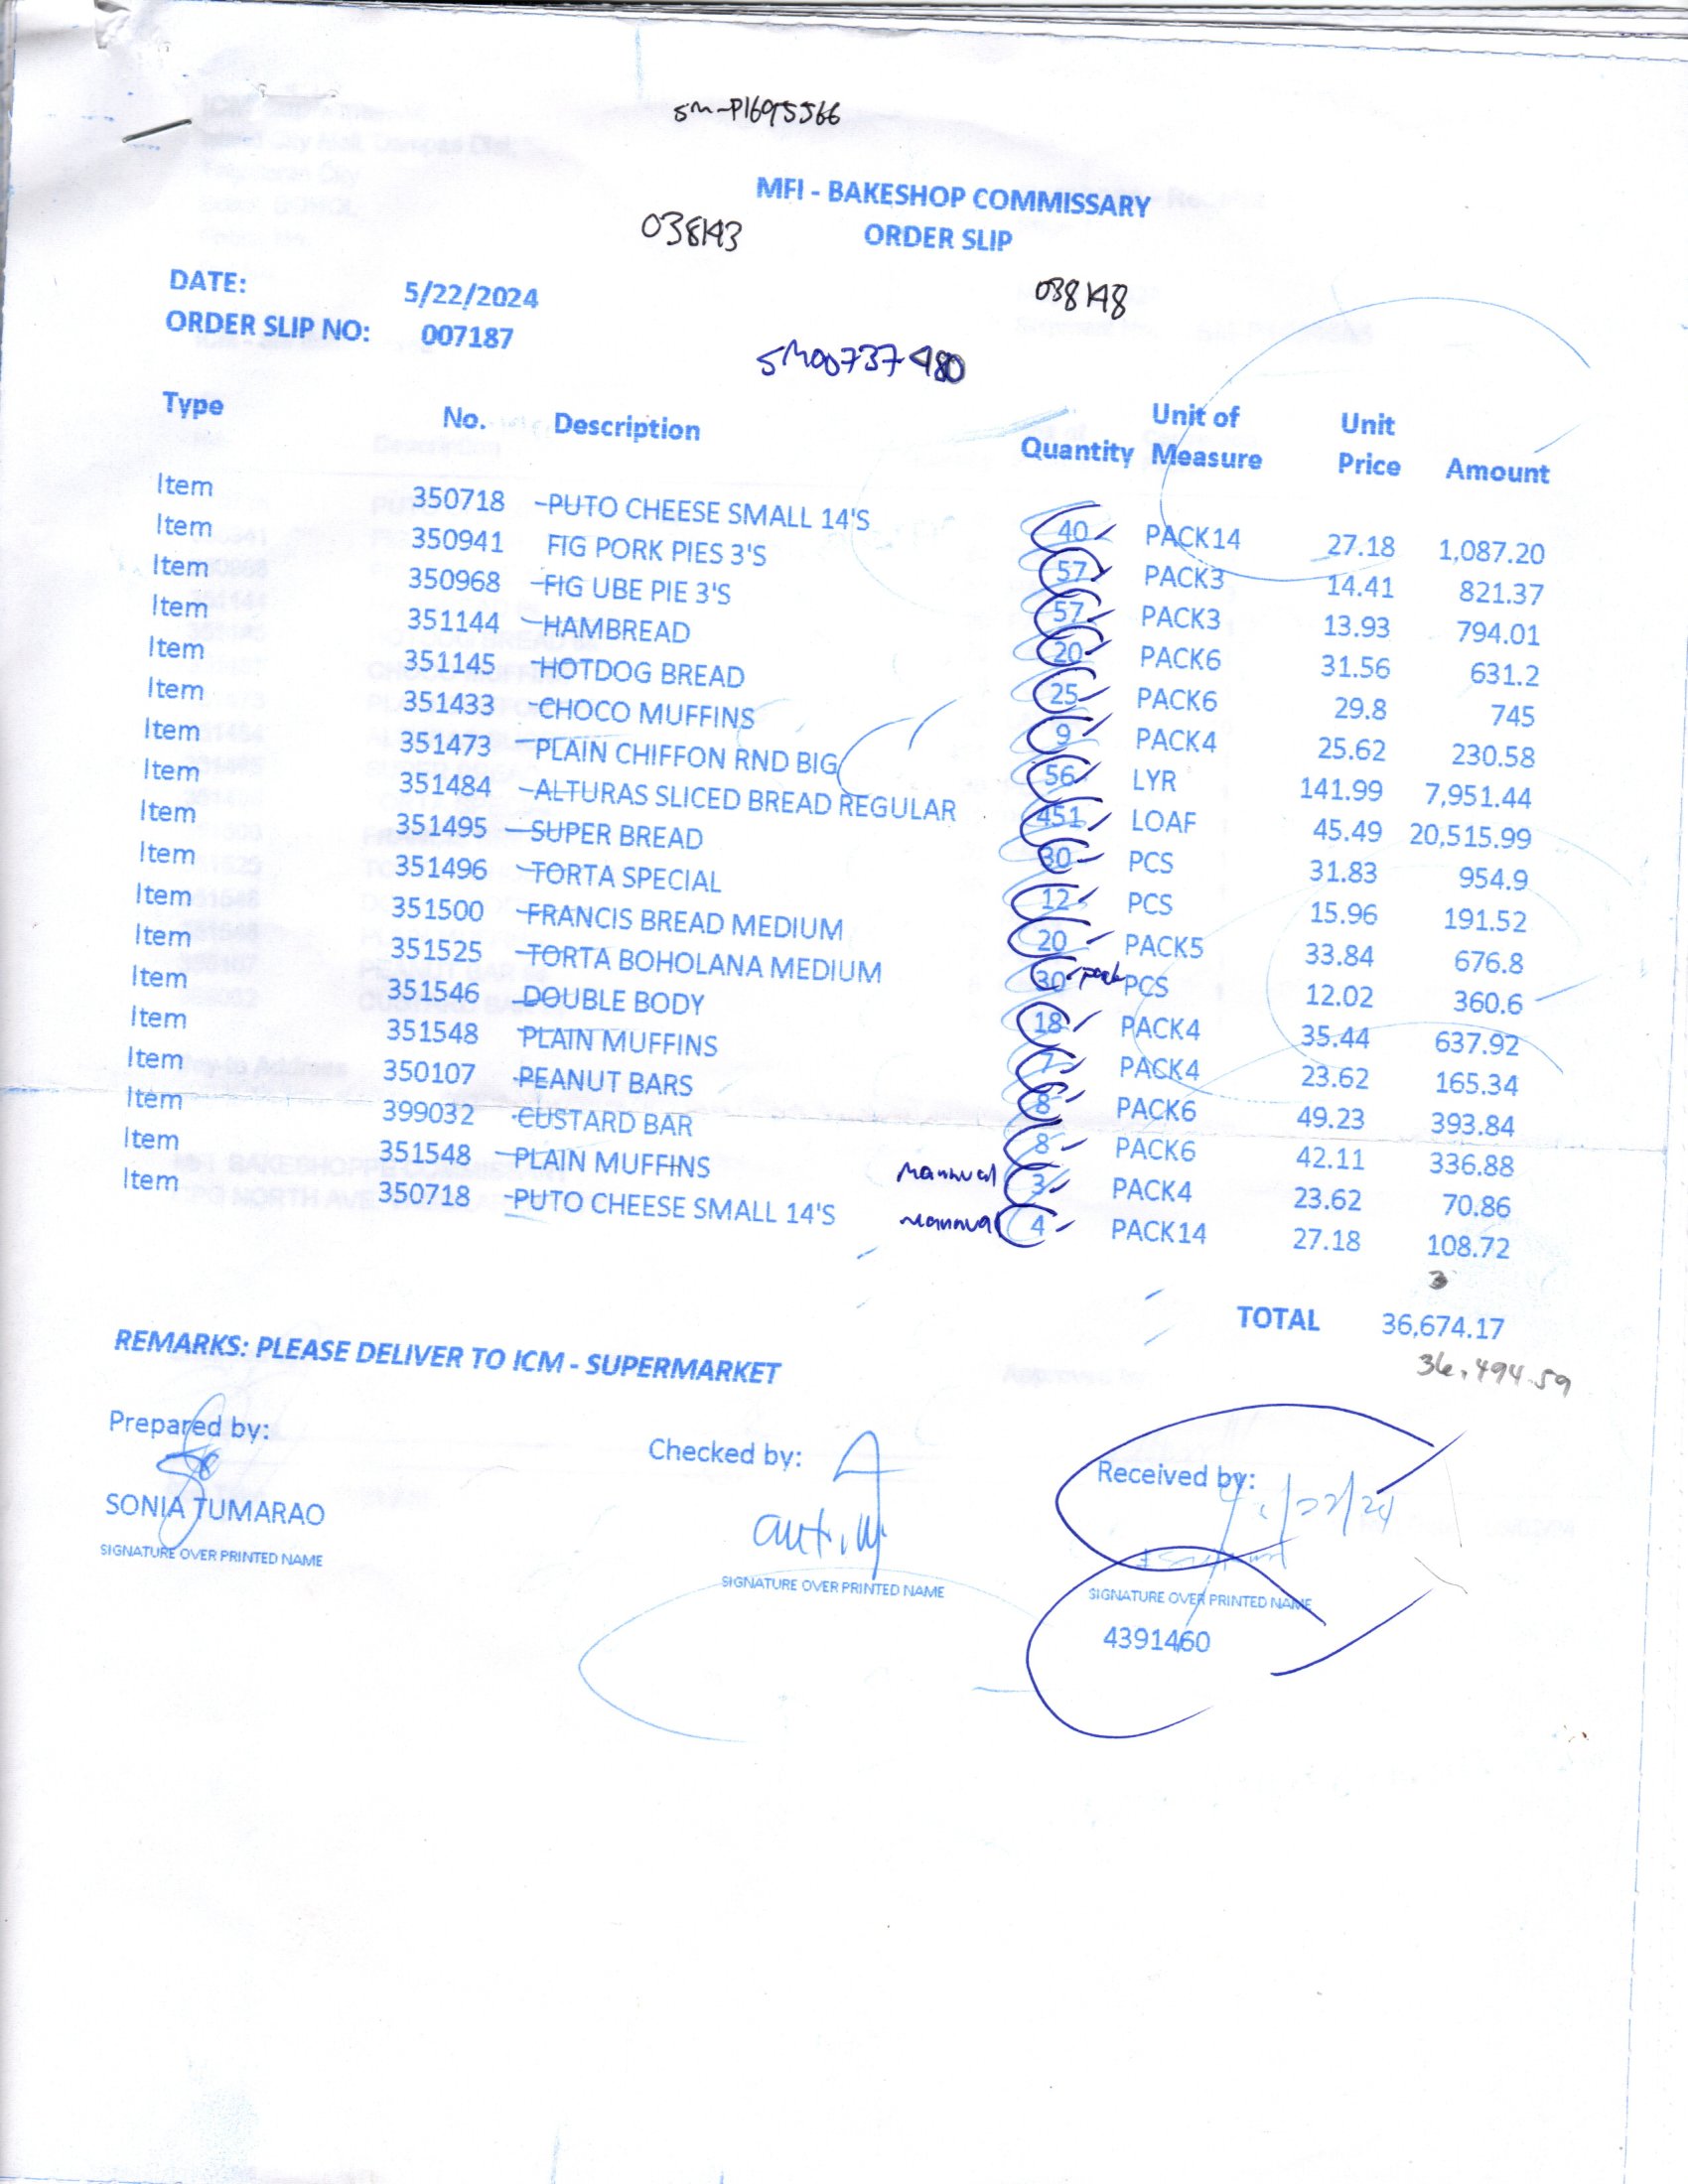 SM-P1695566
MFI - BAKESHOP COMMISSARY
038143 ORDER SLIP
DATE: 5/22/2024
038148
ORDER SLIP NO: 007187
SM00737480
Type No. Description Quantity Unit of Measure Unit Price Amount
Item 350718 PUTO CHEESE SMALL 14'S 40 PACK14 27.18 1,087.20
Item 350941 FIG PORK PIES 3'S 57 PACK3 14.41 821.37
Item 350968 FIG UBE PIE 3'S 57 PACK3 13.93 794.01
Item 351144 HAMBREAD 20 PACK6 31.56 631.2
Item 351145 HOTDOG BREAD 25 PACK6 29.8 745
Item 351433 CHOCO MUFFINS 9 PACK4 25.62 230.58
Item 351473 PLAIN CHIFFON RND BIG 56 LYR 141.99 7,951.44
Item 351484 ALTURAS SLICED BREAD REGULAR 451 LOAF 45.49 20,515.99
Item 351495 SUPER BREAD 30 PCS 31.83 954.9
Item 351496 TORTA SPECIAL 12 PCS 15.96 191.52
Item 351500 FRANCIS BREAD MEDIUM 20 PACK5 33.84 676.8
Item 351525 TORTA BOHOLANA MEDIUM 30 pack PCS 12.02 360.6
Item 351546 DOUBLE BODY 18 PACK4 35.44 637.92
Item 351548 PLAIN MUFFINS 7 PACK4 23.62 165.34
Item 350107 PEANUT BARS 8 PACK6 49.23 393.84
Item 399032 CUSTARD BAR 8 PACK6 42.11 336.88
Item 351548 PLAIN MUFFINS Mannual 3 PACK4 23.62 70.86
Item 350718 PUTO CHEESE SMALL 14'S Mannual 4 PACK14 27.18 108.72
TOTAL 36,674.17
36,494.59
REMARKS: PLEASE DELIVER TO ICM - SUPERMARKET
Prepared by: Checked by: Received by:
SONIA TUMARAO
SIGNATURE OVER PRINTED NAME SIGNATURE OVER PRINTED NAME SIGNATURE OVER PRINTED NAME
4391460